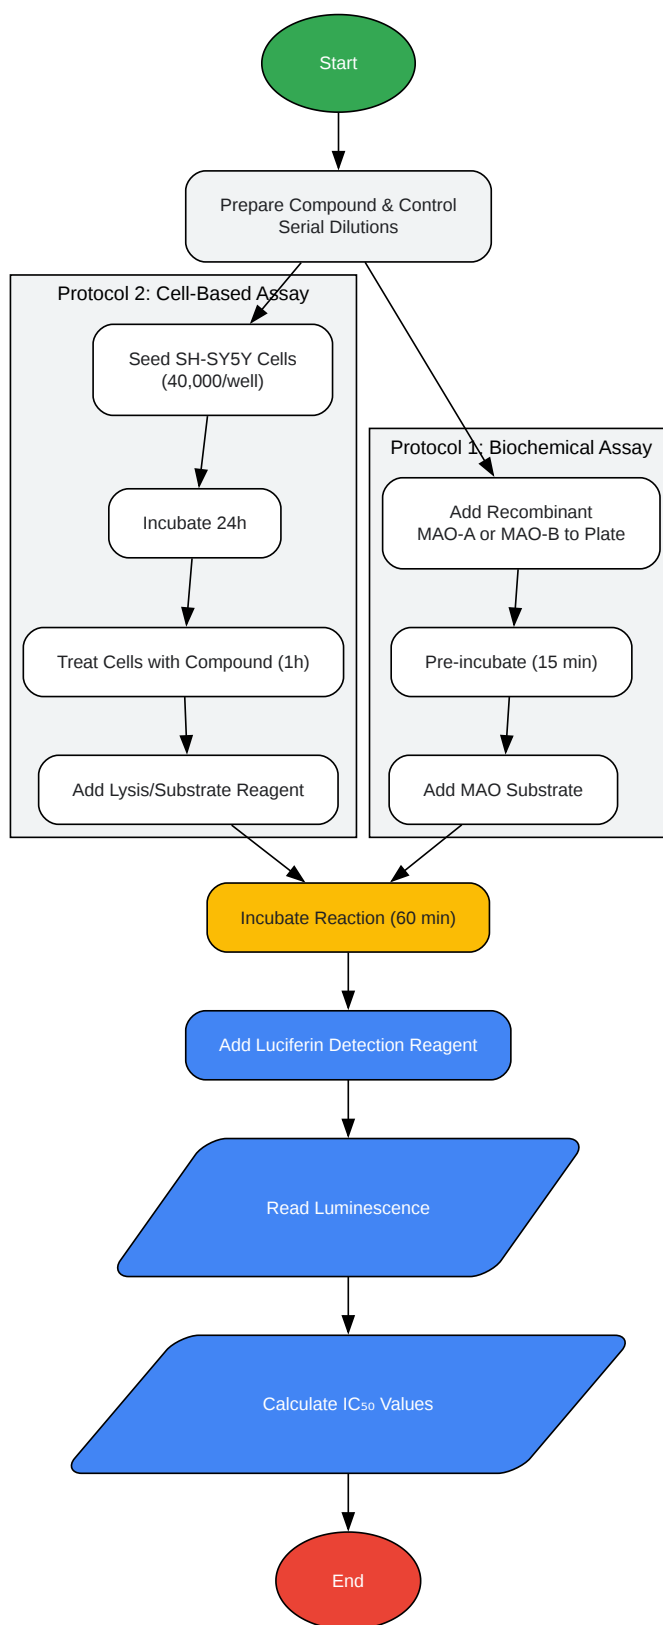 Start
Prepare Compound & Control
Serial Dilutions
Protocol 2: Cell-Based Assay
Seed SH-SY5Y Cells
(40,000/well)
Incubate 24h
Treat Cells with Compound (1h)
Add Lysis/Substrate Reagent
Protocol 1: Biochemical Assay
Add Recombinant
MAO-A or MAO-B to Plate
Pre-incubate (15 min)
Add MAO Substrate
Incubate Reaction (60 min)
Add Luciferin Detection Reagent
Read Luminescence
Calculate IC₅₀ Values
End